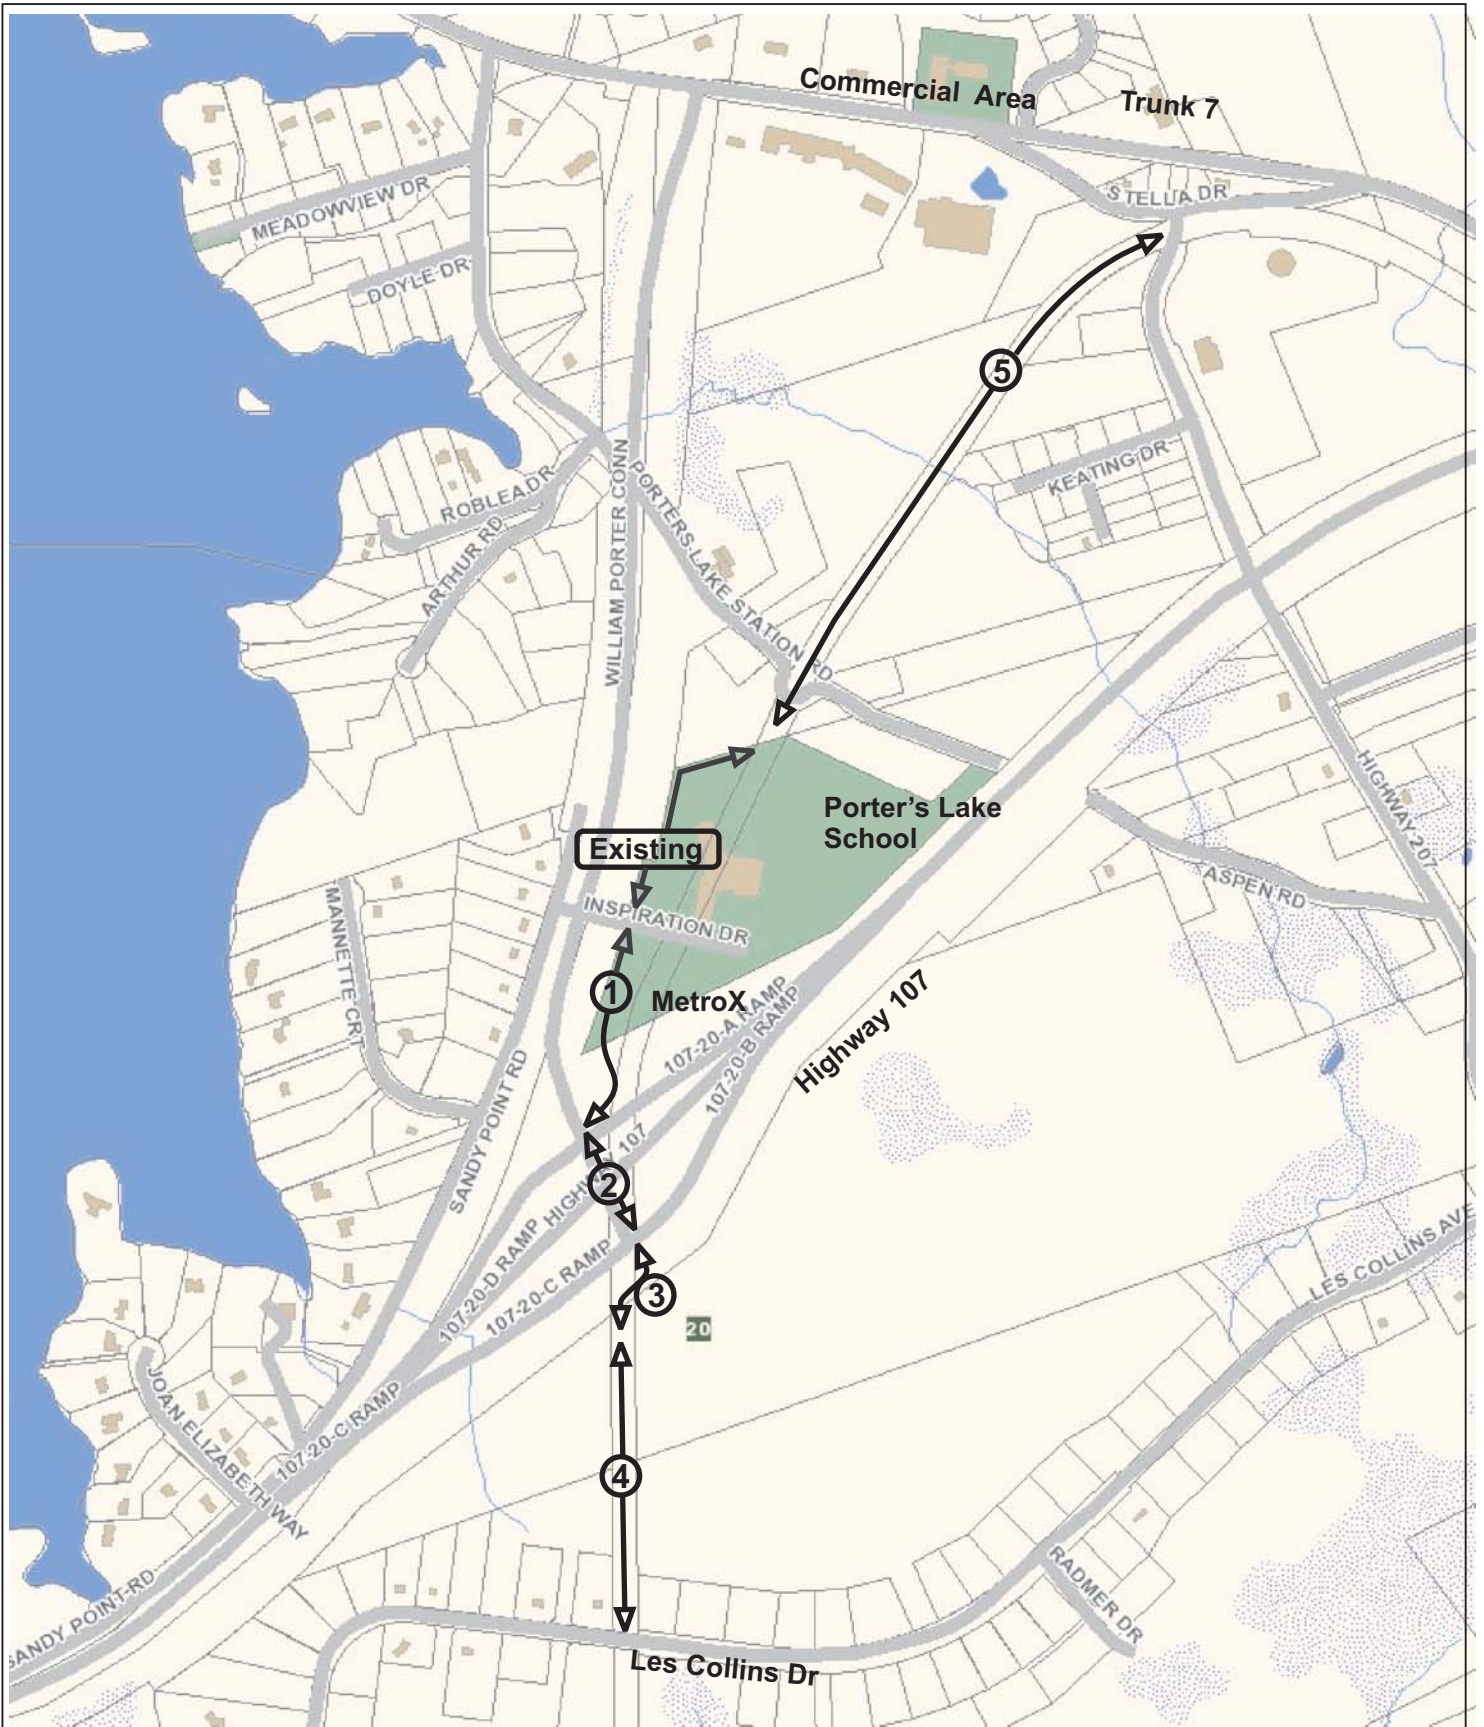 Commercial Area
Trunk 7
STELLA DR
MEADOWVIEW DR
DOYLE DR
5
KEATING DR
ROBLEA DR
ARTHUR RD
WILLIAM PORTER CONN
PORTERS LAKE STATION RD
HIGHWAY 207
Porter's Lake
School
Existing
ASPEN RD
INSPIRATION DR
MANNETTE CRT
1
MetroX
107-20-A RAMP
107-20-B RAMP
Highway 107
SANDY POINT RD
HIGHWAY 107
2
107-20-D RAMP
107-20-C RAMP
3
20
LES COLLINS AVE
JOAN ELIZABETH WAY
107-20-C RAMP
4
SANDY POINT RD
RADMER DR
Les Collins Dr